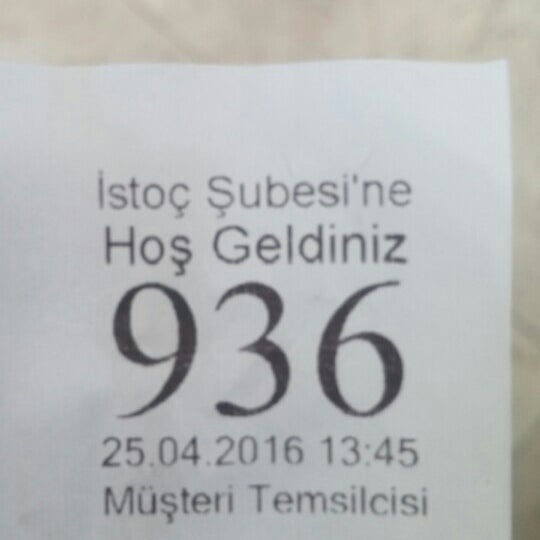 İstoç Şubesi'ne
Hoş Geldiniz
936
25.04.2016 13:45
Müşteri Temsilcisi